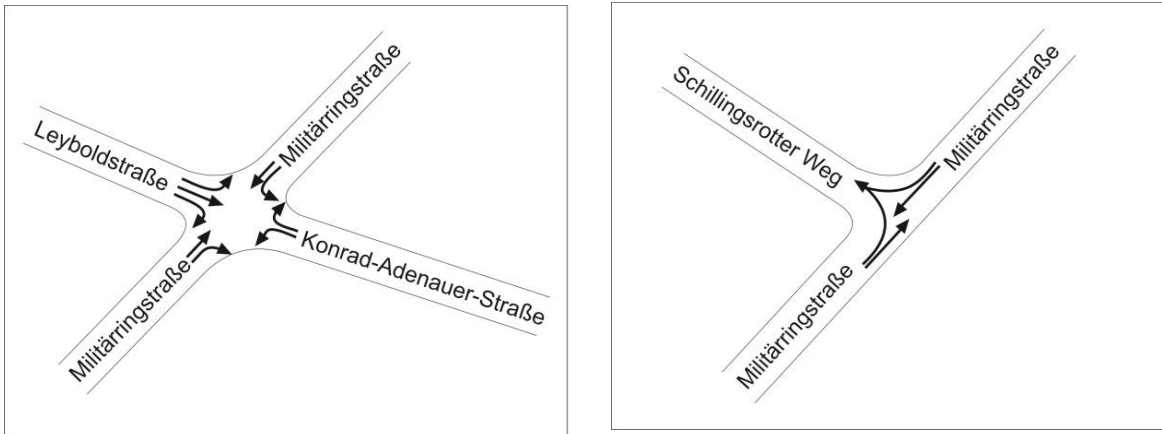 Leyboldstraße
Militärringstraße
Konrad-Adenauer-Straße
Militärringstraße
Schillingsrotter Weg
Militärringstraße
Militärringstraße